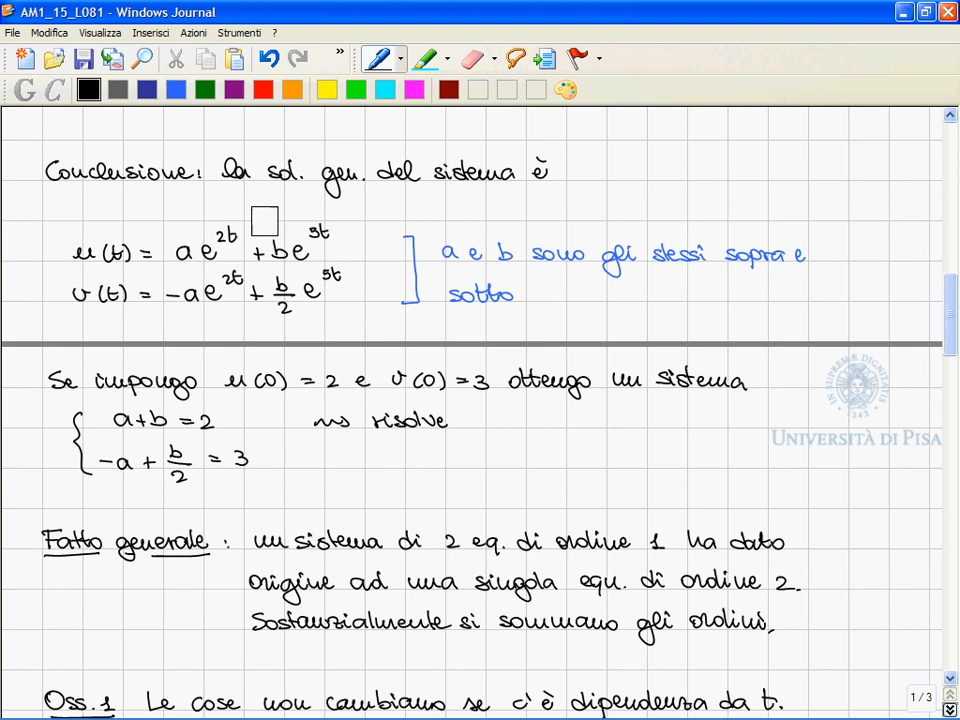 AM1_15_L081 - Windows Journal
File Modifica Visualizza Inserisci Azioni Strumenti ?
G C
Conclusione: la sol. gen. del sistema è
u(t) = a e^{2t} + b e^{5t}
v(t) = -a e^{2t} + b/2 e^{5t}
a e b sono gli stessi sopra e
sotto
Se impongo u(0) = 2 e v(0) = 3 ottengo un sistema
a+b = 2 ⇝ risolve
-a + b/2 = 3
IN SUPREMÆ DIGNITATIS
1343
UNIVERSITÀ DI PISA
Fatto generale: un sistema di 2 eq. di ordine 1 ha dato
origine ad una singola equ. di ordine 2.
Sostanzialmente si sommano gli ordini.
Oss. 1 Le cose non cambiano se c'è dipendenza da t.
1 / 3